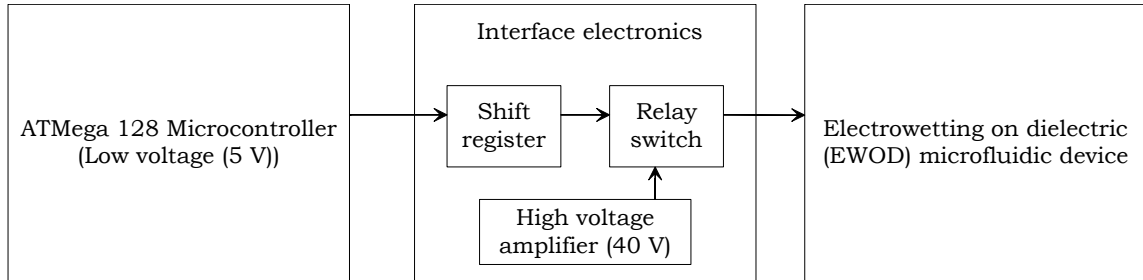 ATMega 128 Microcontroller
(Low voltage (5 V))
Interface electronics
Shift
register
Relay
switch
High voltage
amplifier (40 V)
Electrowetting on dielectric
(EWOD) microfluidic device